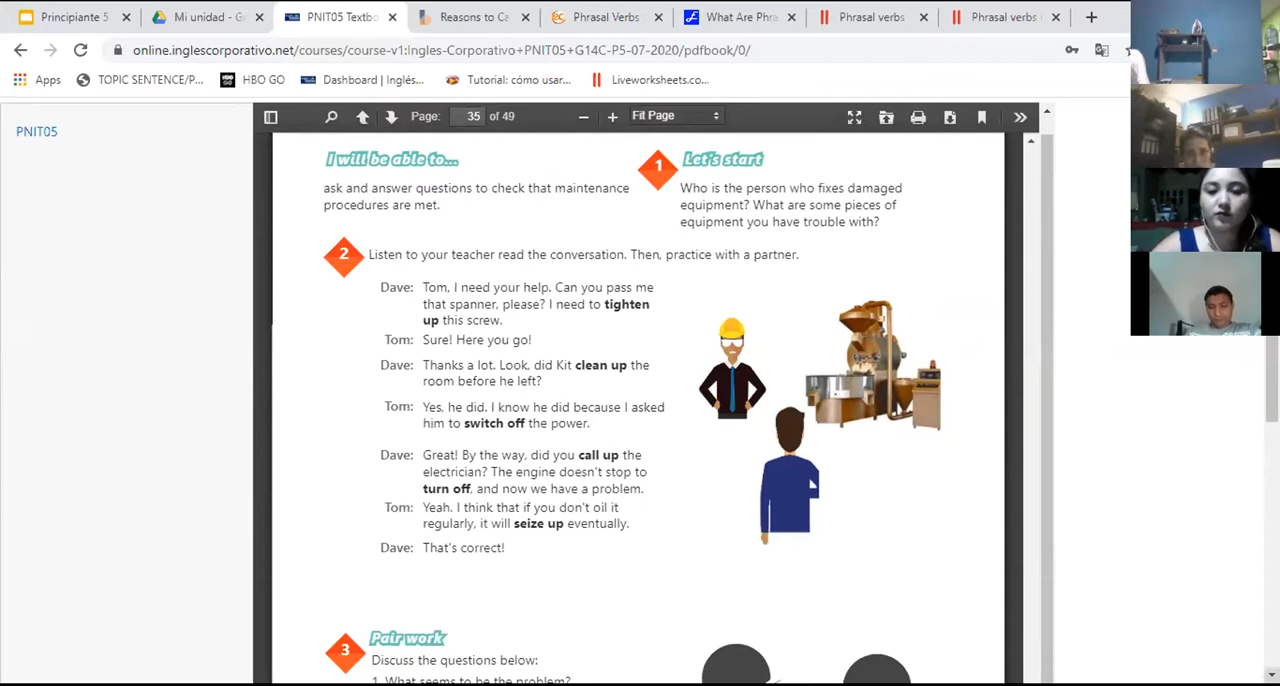 Principiante 5
Mi unidad - G
PNIT05 Textbo
Reasons to Ca
Phrasal Verbs
What Are Phra
Phrasal verbs
Phrasal verbs
online.inglescorporativo.net/courses/course-v1:Ingles-Corporativo+PNIT05+G14C-P5-07-2020/pdfbook/0/
Apps
TOPIC SENTENCE/P...
HBO GO
Dashboard | Inglés...
Tutorial: cómo usar...
Liveworksheets.co...
PNIT05
Page: 35 of 49
Fit Page
I will be able to...
ask and answer questions to check that maintenance
procedures are met.
1 Let's start
Who is the person who fixes damaged
equipment? What are some pieces of
equipment you have trouble with?
2 Listen to your teacher read the conversation. Then, practice with a partner.
Dave: Tom, I need your help. Can you pass me
that spanner, please? I need to tighten
up this screw.
Tom: Sure! Here you go!
Dave: Thanks a lot. Look, did Kit clean up the
room before he left?
Tom: Yes, he did. I know he did because I asked
him to switch off the power.
Dave: Great! By the way, did you call up the
electrician? The engine doesn't stop to
turn off, and now we have a problem.
Tom: Yeah. I think that if you don't oil it
regularly, it will seize up eventually.
Dave: That's correct!
3 Pair work
Discuss the questions below:
1. What seems to be the problem?